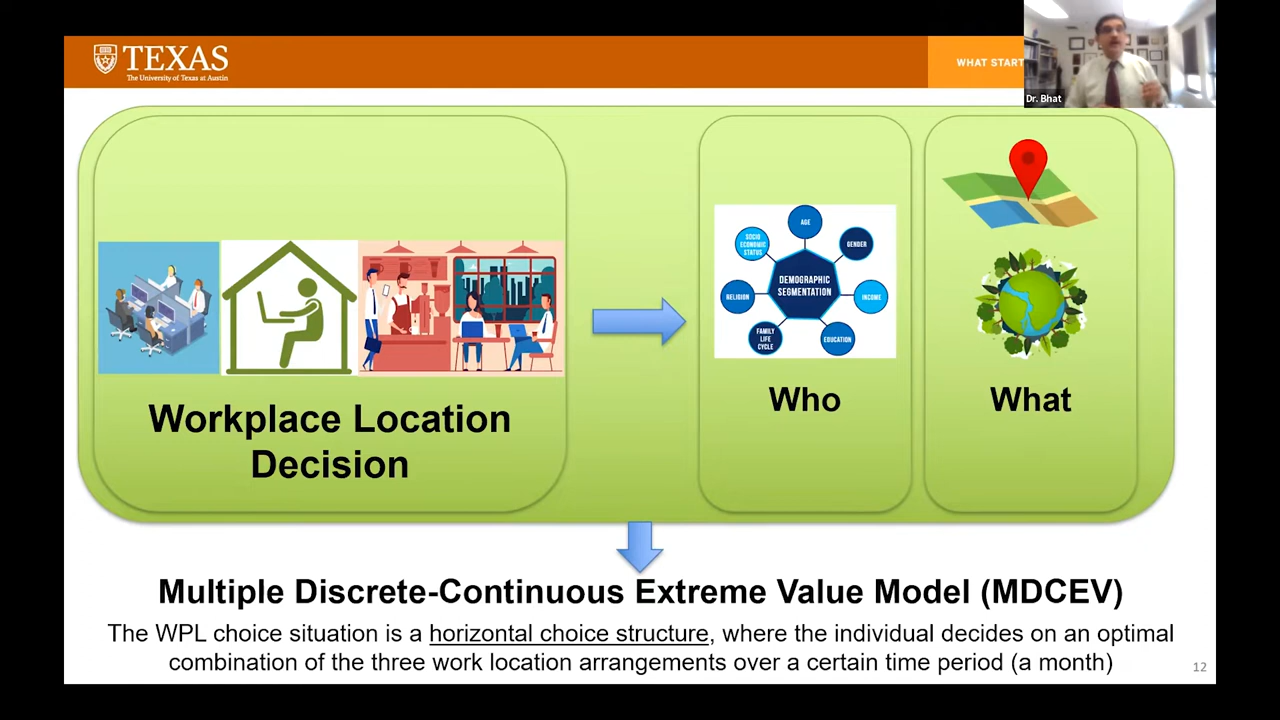 TEXAS
The University of Texas at Austin
WHAT START
Dr. Bhat
AGE
SOCIO
ECONOMIC
STATUS
GENDER
DEMOGRAPHIC
SEGMENTATION
RELIGION
INCOME
FAMILY
LIFE
CYCLE
EDUCATION
Who
What
Workplace Location
Decision
Multiple Discrete-Continuous Extreme Value Model (MDCEV)
The WPL choice situation is a horizontal choice structure, where the individual decides on an optimal
combination of the three work location arrangements over a certain time period (a month)
12